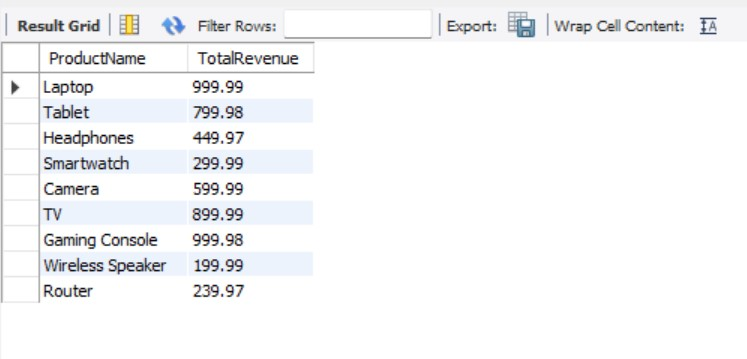 Result Grid Filter Rows: Export: Wrap Cell Content: IA
ProductName TotalRevenue
Laptop 999.99
Tablet 799.98
Headphones 449.97
Smartwatch 299.99
Camera 599.99
TV 899.99
Gaming Console 999.98
Wireless Speaker 199.99
Router 239.97